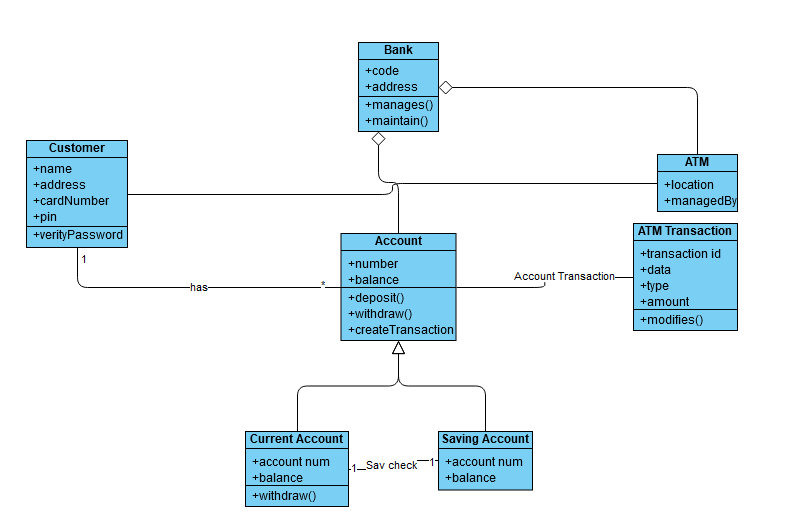 Bank
+code
+address
+manages()
+maintain()
Customer
+name
+address
+cardNumber
+pin
+verityPassword
ATM
+location
+managedBy
ATM Transaction
+transaction id
+data
+type
+amount
+modifies()
Account
+number
+balance
+deposit()
+withdraw()
+createTransaction
1
has
*
Account Transaction
Current Account
+account num
+balance
+withdraw()
1
Sav check
1
Saving Account
+account num
+balance